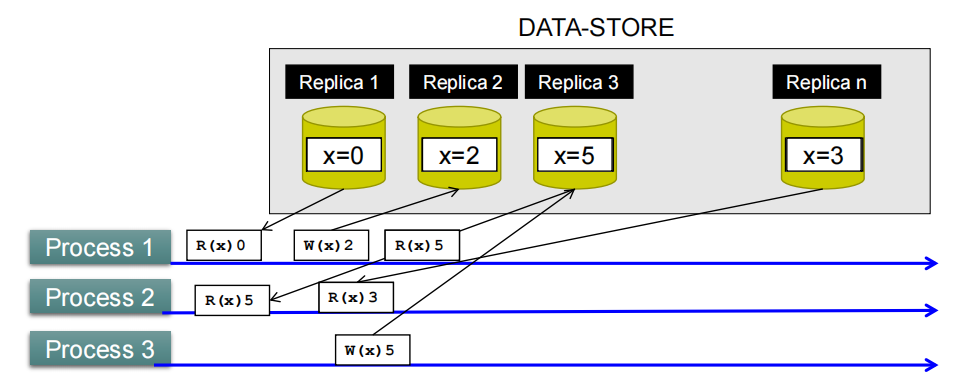 DATA-STORE
Replica 1 Replica 2 Replica 3 Replica n
x=0 x=2 x=5 x=3
Process 1 R(x)0 W(x)2 R(x)5
Process 2 R(x)5 R(x)3
Process 3 W(x)5